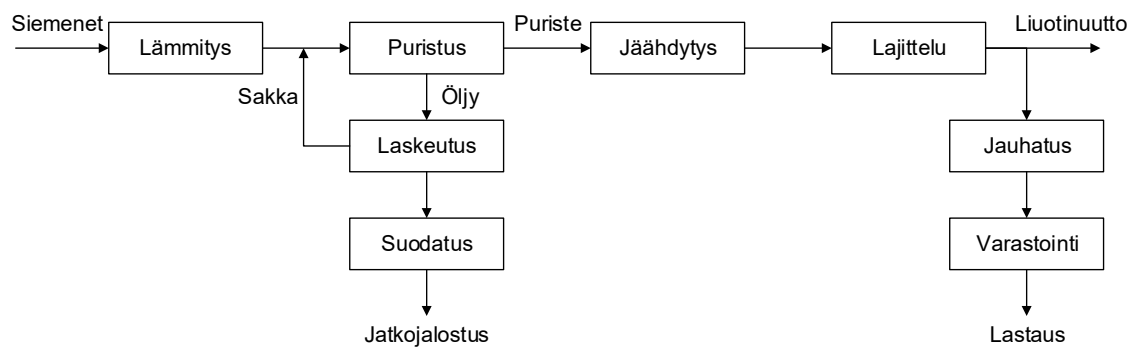 Siemenet
Lämmitys
Puristus
Puriste
Jäähdytys
Lajittelu
Liuotinuutto
Sakka
Öljy
Laskeutus
Jauhatus
Suodatus
Varastointi
Jatkojalostus
Lastaus